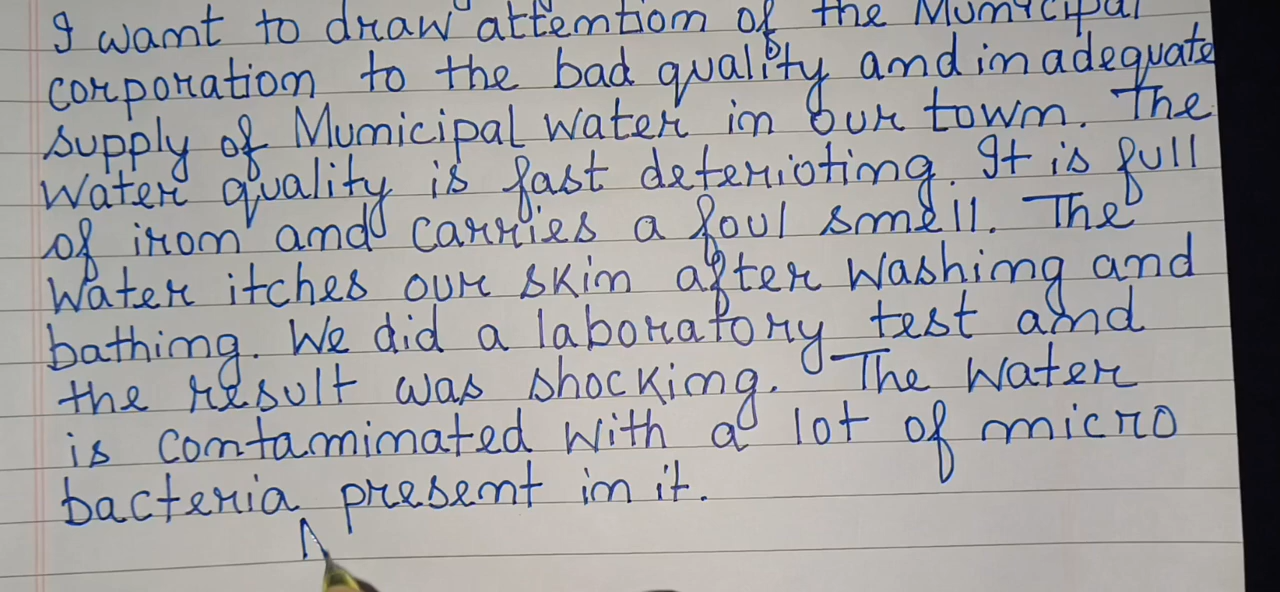 I want to draw attention of the Municipal
corporation to the bad quality and inadequate
supply of Municipal Water in our town. The
Water quality is fast deterioting. It is full
of iron and carries a foul smell. The
Water itches our skin after washing and
bathing. We did a laboratory test and
the result was shocking. The Water
is contaminated with a lot of micro
bacteria present in it.